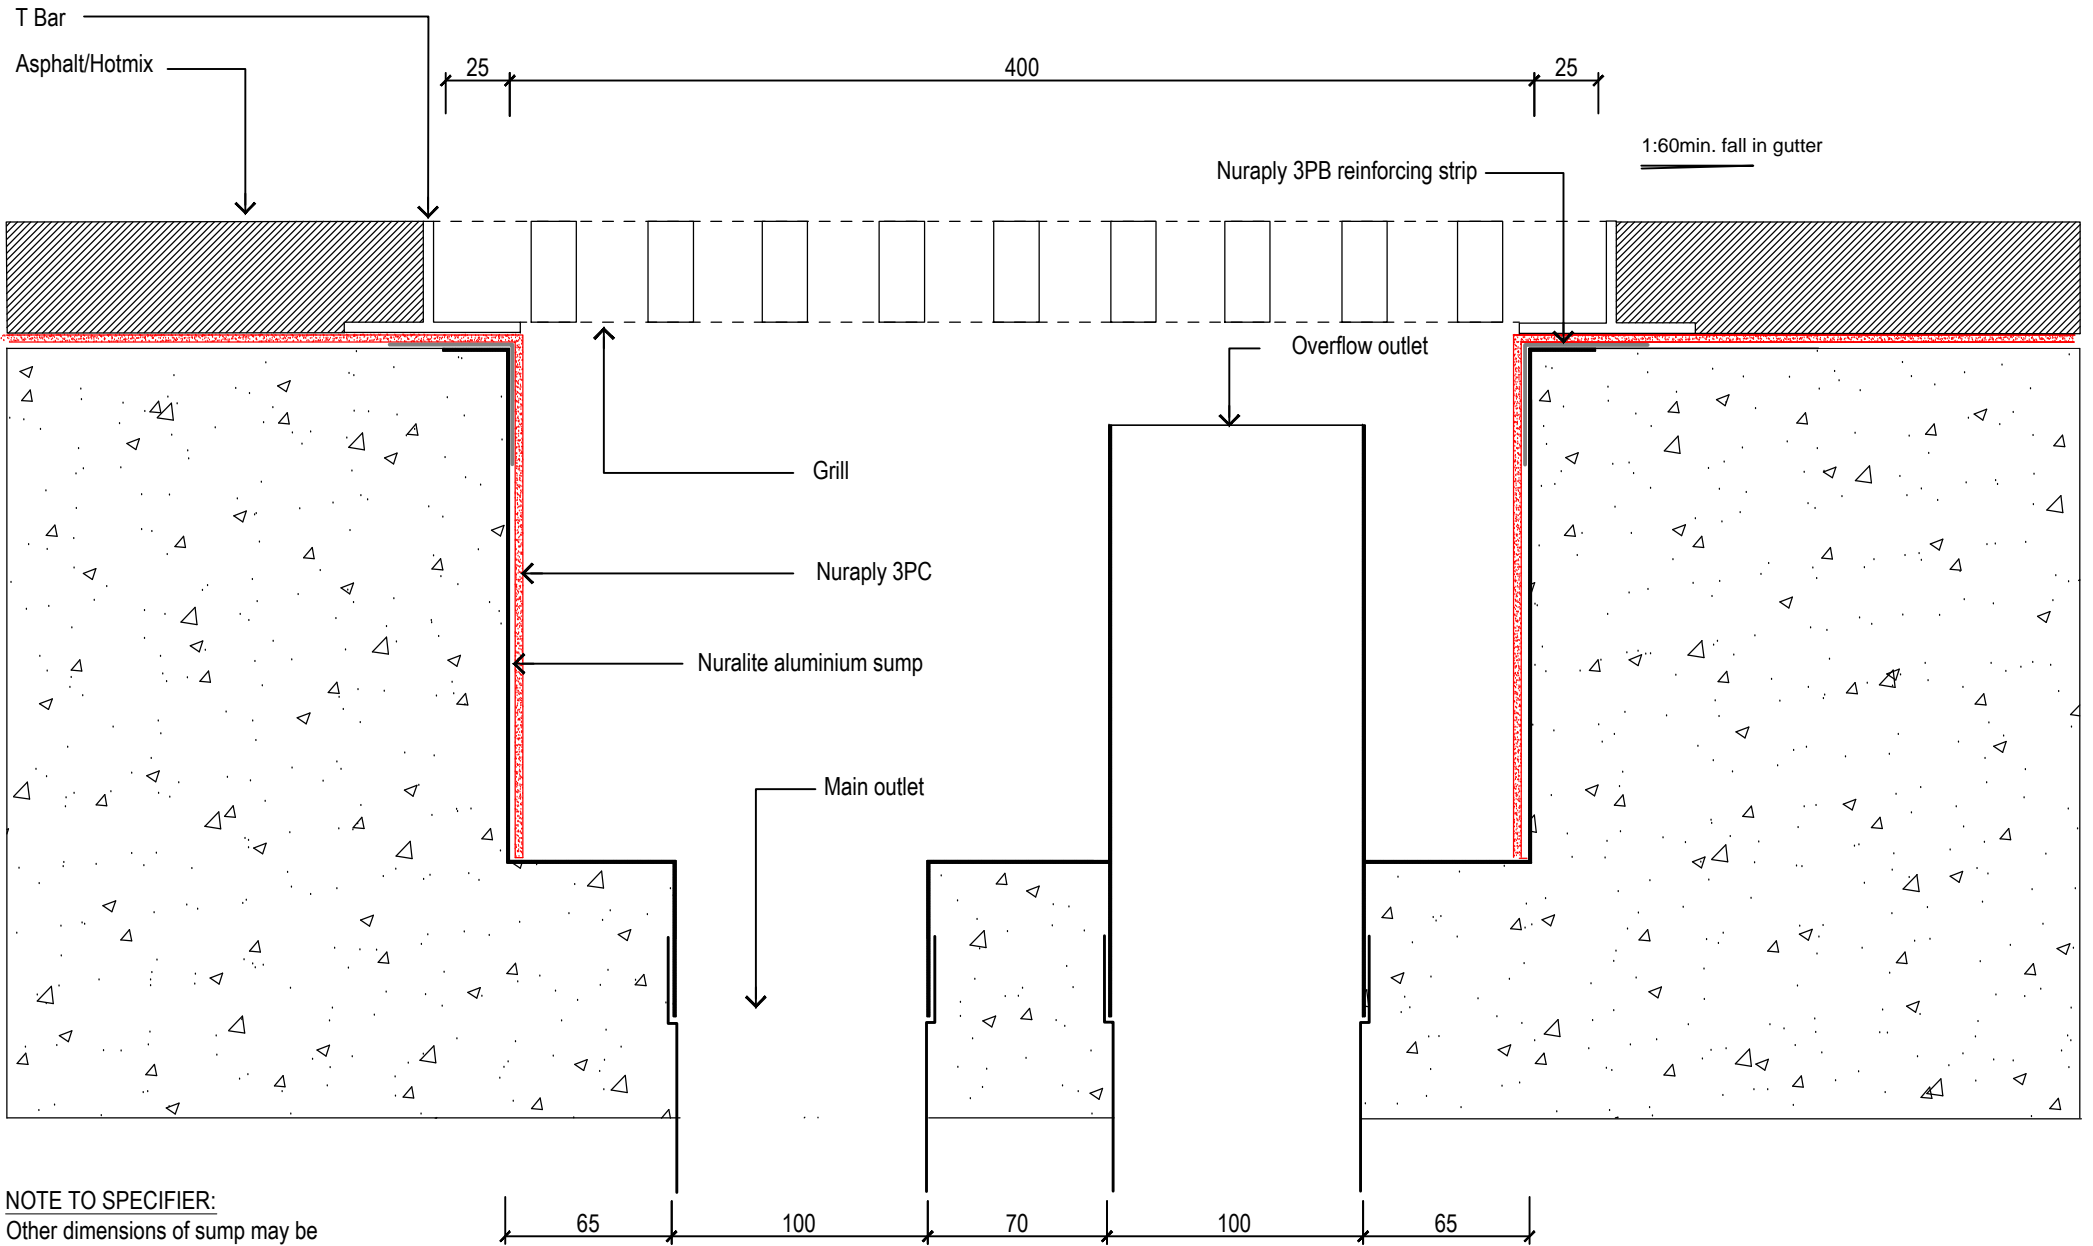 T Bar
Asphalt/Hotmix
25
400
25
1:60min. fall in gutter
Nuraply 3PB reinforcing strip
Overflow outlet
Grill
Nuraply 3PC
Nuralite aluminium sump
Main outlet
NOTE TO SPECIFIER:
Other dimensions of sump may be
65
100
70
100
65